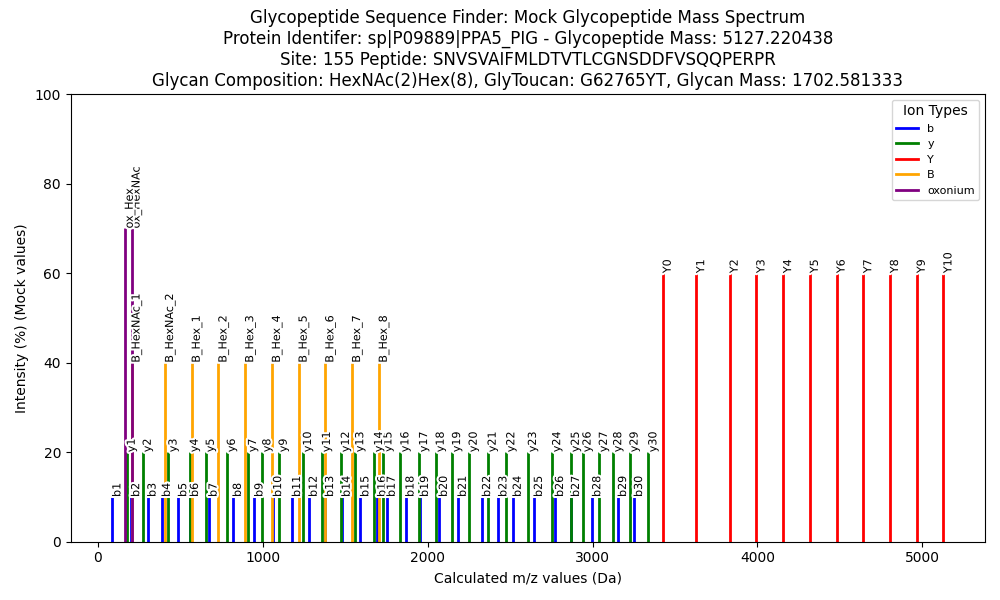 Glycopeptide Sequence Finder: Mock Glycopeptide Mass Spectrum
Protein Identifer: sp|P09889|PPA5_PIG - Glycopeptide Mass: 5127.220438
Site: 155 Peptide: SNVSVAIFMLDTVTLCGNSDDFVSQQPERPR
Glycan Composition: HexNAc(2)Hex(8), GlyToucan: G62765YT, Glycan Mass: 1702.581333
Intensity (%) (Mock values)
100
80
60
40
20
0
Ion Types
b
y
Y
B
oxonium
ox_Hex
ox_HexNAc
Y0
Y1
Y2
Y3
Y4
Y5
Y6
Y7
Y8
Y9
Y10
B_HexNAc_1
B_HexNAc_2
B_Hex_1
B_Hex_2
B_Hex_3
B_Hex_4
B_Hex_5
B_Hex_6
B_Hex_7
B_Hex_8
y1
y2
y3
y4
y5
y6
y7
y8
y9
y10
y11
y12
y13
y14
y15
y16
y17
y18
y19
y20
y21
y22
y23
y24
y25
y26
y27
y28
y29
y30
b1
b2
b3
b4
b5
b6
b7
b8
b9
b10
b11
b12
b13
b14
b15
b16
b17
b18
b19
b20
b21
b22
b23
b24
b25
b26
b27
b28
b29
b30
0
1000
2000
3000
4000
5000
Calculated m/z values (Da)